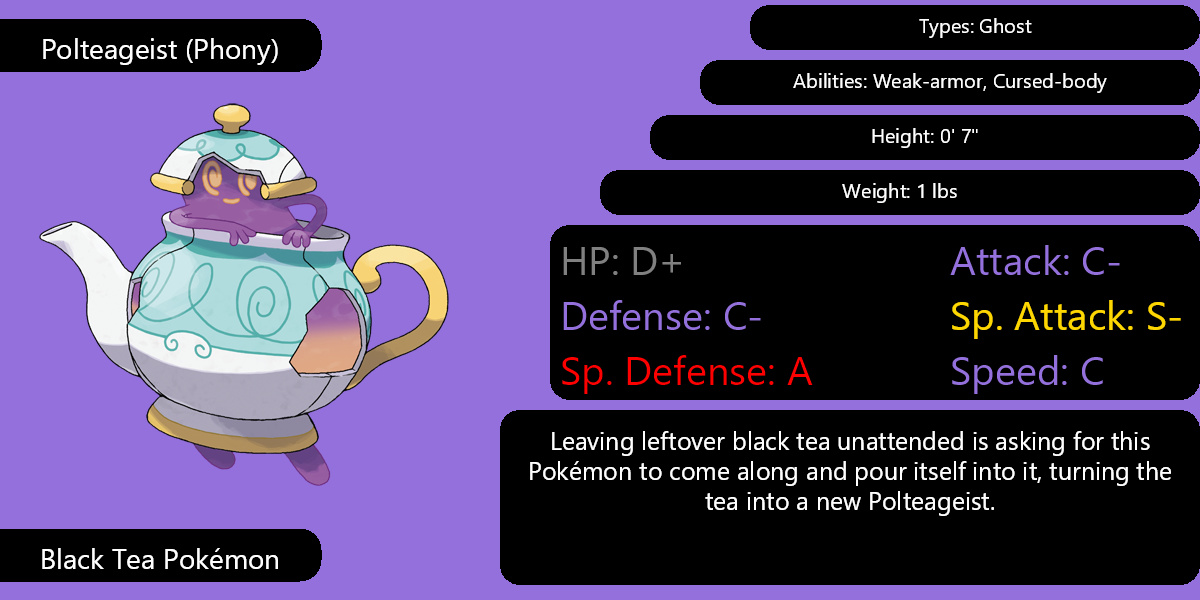 Polteageist (Phony)
Types: Ghost
Abilities: Weak-armor, Cursed-body
Height: 0' 7"
Weight: 1 lbs
HP: D+
Attack: C-
Defense: C-
Sp. Attack: S-
Sp. Defense: A
Speed: C
Leaving leftover black tea unattended is asking for this
Pokémon to come along and pour itself into it, turning the
tea into a new Polteageist.
Black Tea Pokémon